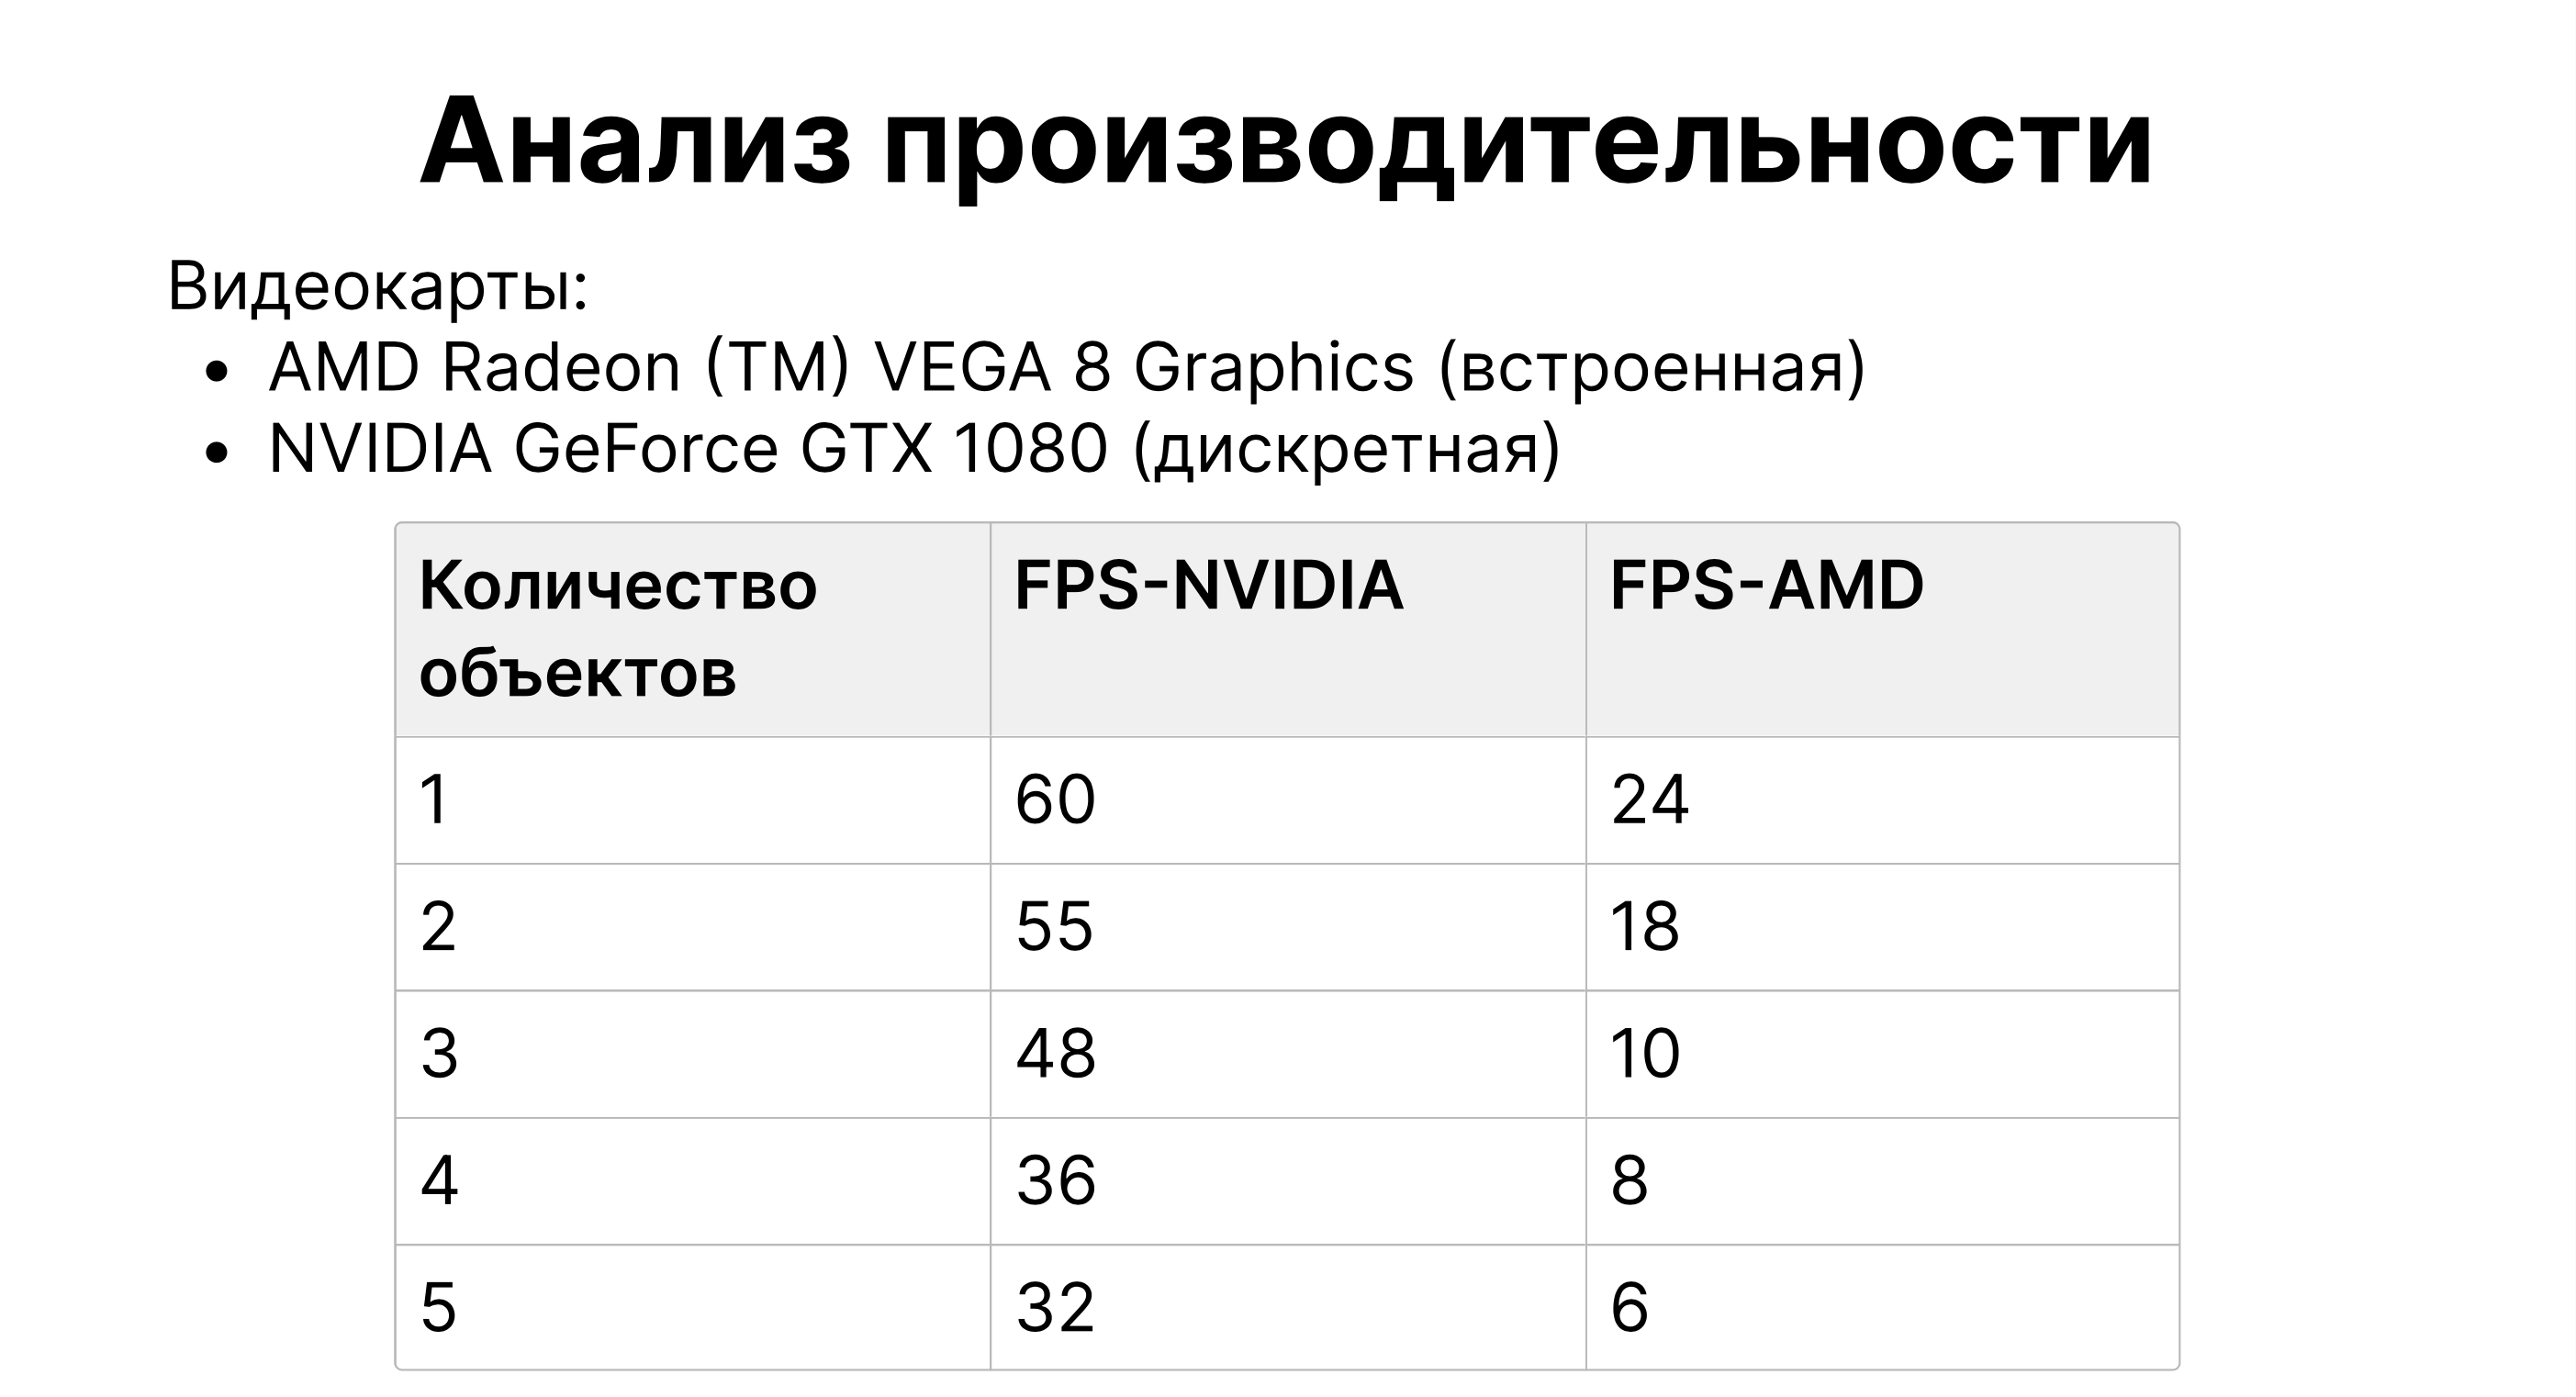 Анализ производительности
Видеокарты:
• AMD Radeon (TM) VEGA 8 Graphics (встроенная)
• NVIDIA GeForce GTX 1080 (дискретная)
Количество объектов FPS-NVIDIA FPS-AMD
1 60 24
2 55 18
3 48 10
4 36 8
5 32 6